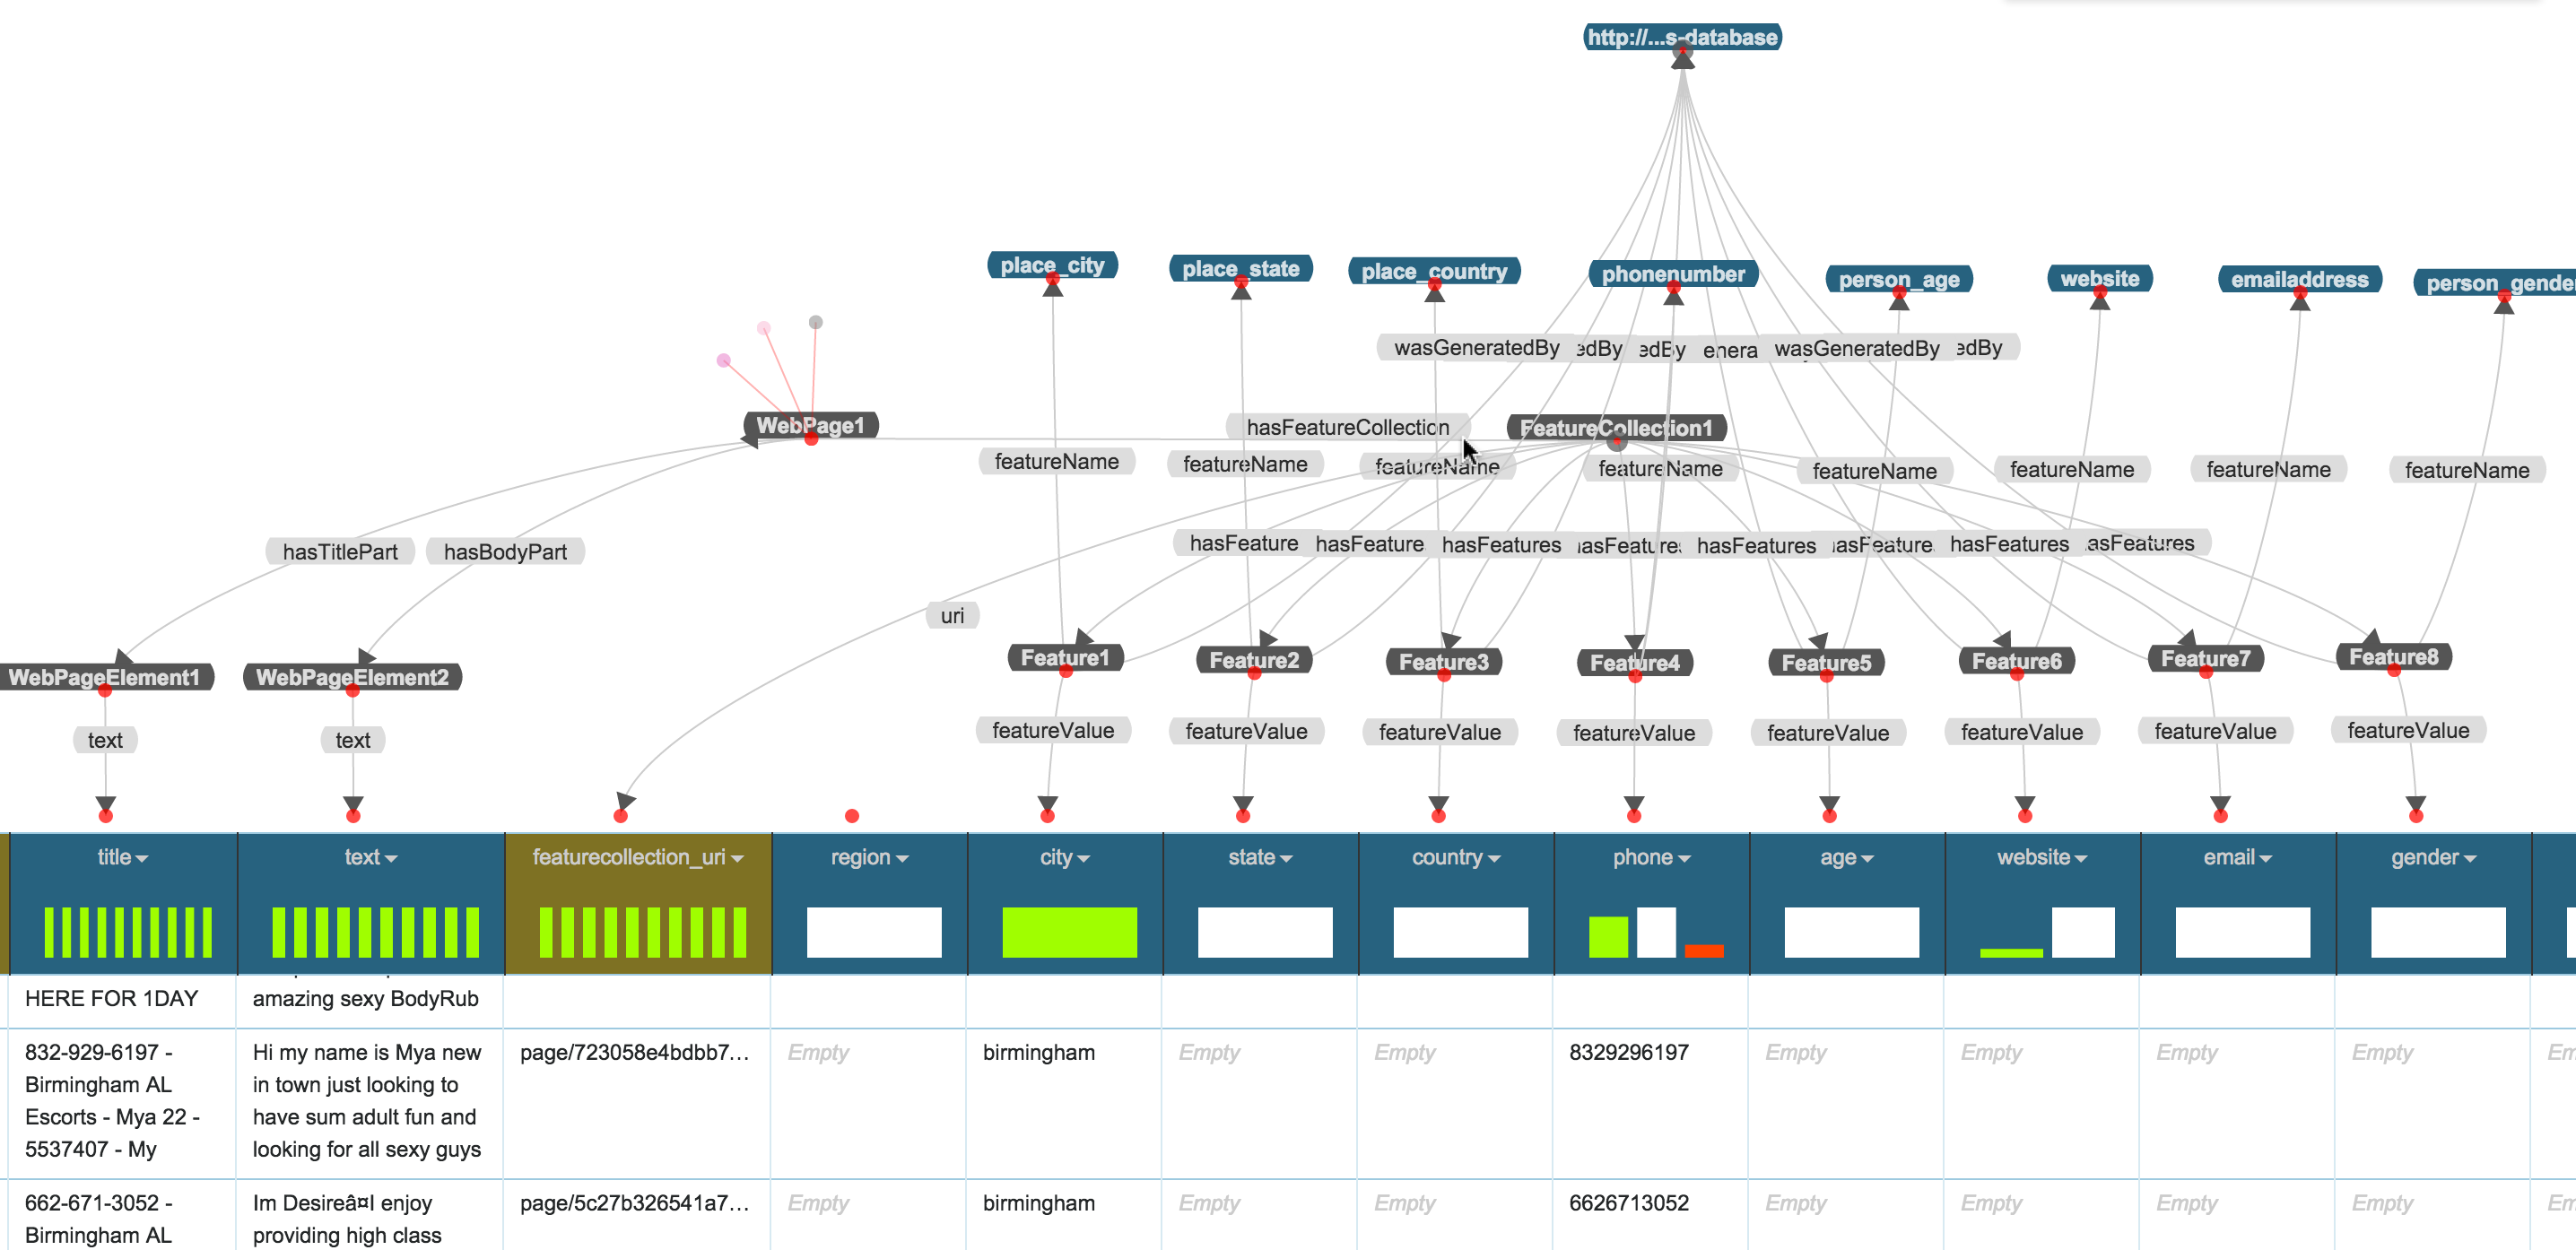 http://...s-database
place_city
place_state
place_country
phonenumber
person_age
website
emailaddress
person_gende
wasGeneratedBy
edBy
edBy
enera
wasGeneratedBy
edBy
WebPage1
hasFeatureCollection
FeatureCollection1
featureName
featureName
featureName
featureName
featureName
featureName
featureName
featureName
hasTitlePart
hasBodyPart
hasFeature
hasFeature
hasFeatures
asFeature
hasFeatures
asFeature
hasFeatures
asFeatures
uri
Feature1
Feature2
Feature3
Feature4
Feature5
Feature6
Feature7
Feature8
WebPageElement1
WebPageElement2
text
text
featureValue
featureValue
featureValue
featureValue
featureValue
featureValue
featureValue
featureValue
title
text
featurecollection_uri
region
city
state
country
phone
age
website
email
gender
HERE FOR 1DAY
amazing sexy BodyRub
832-929-6197 -
Birmingham AL
Escorts - Mya 22 -
5537407 - My
Hi my name is Mya new
in town just looking to
have sum adult fun and
looking for all sexy guys
page/723058e4bdbb7...
Empty
birmingham
Empty
Empty
8329296197
Empty
Empty
Empty
Empty
Em
662-671-3052 -
Birmingham AL
Im Desireâ¤I enjoy
providing high class
page/5c27b326541a7...
Empty
birmingham
Empty
Empty
6626713052
Empty
Empty
Empty
Empty
Em